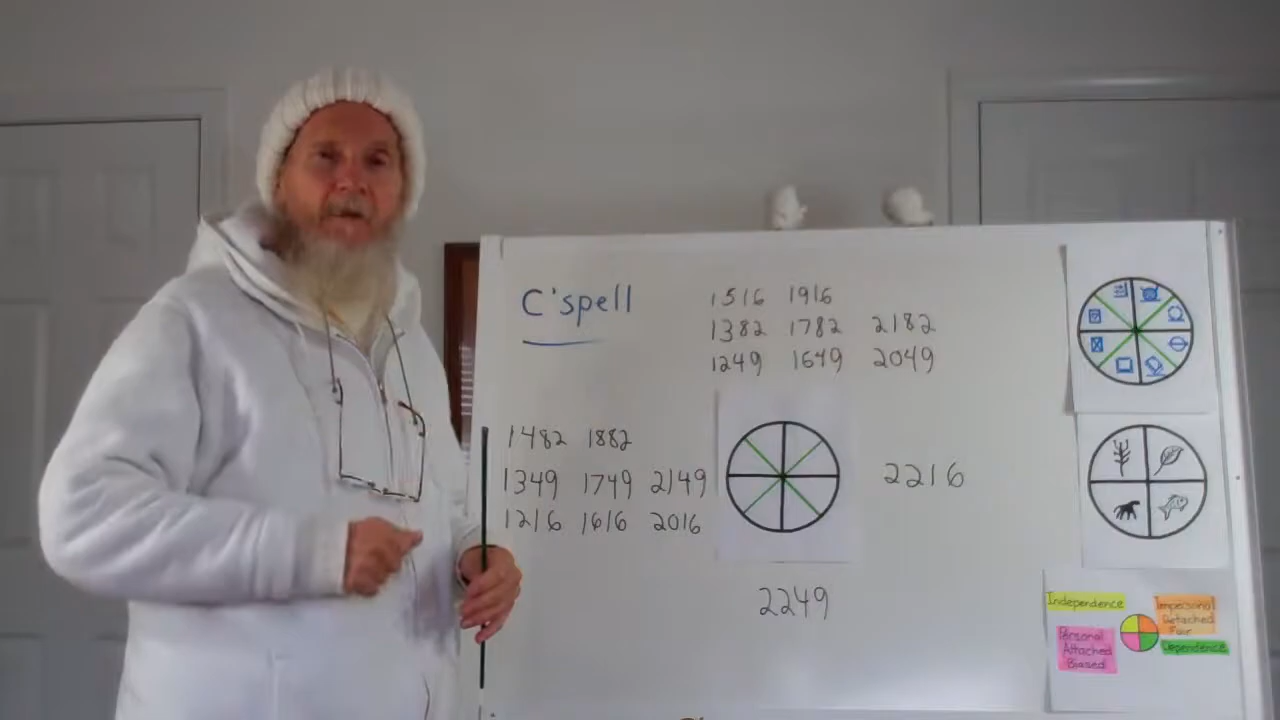 C'spell
1516 1916
1382 1782 2182
1249 1649 2049
1482 1882
1349 1749 2149
1216 1616 2016
2216
2249
Independence
Impersonal
Detached
Fair
Personal
Attached
Biased
Dependence